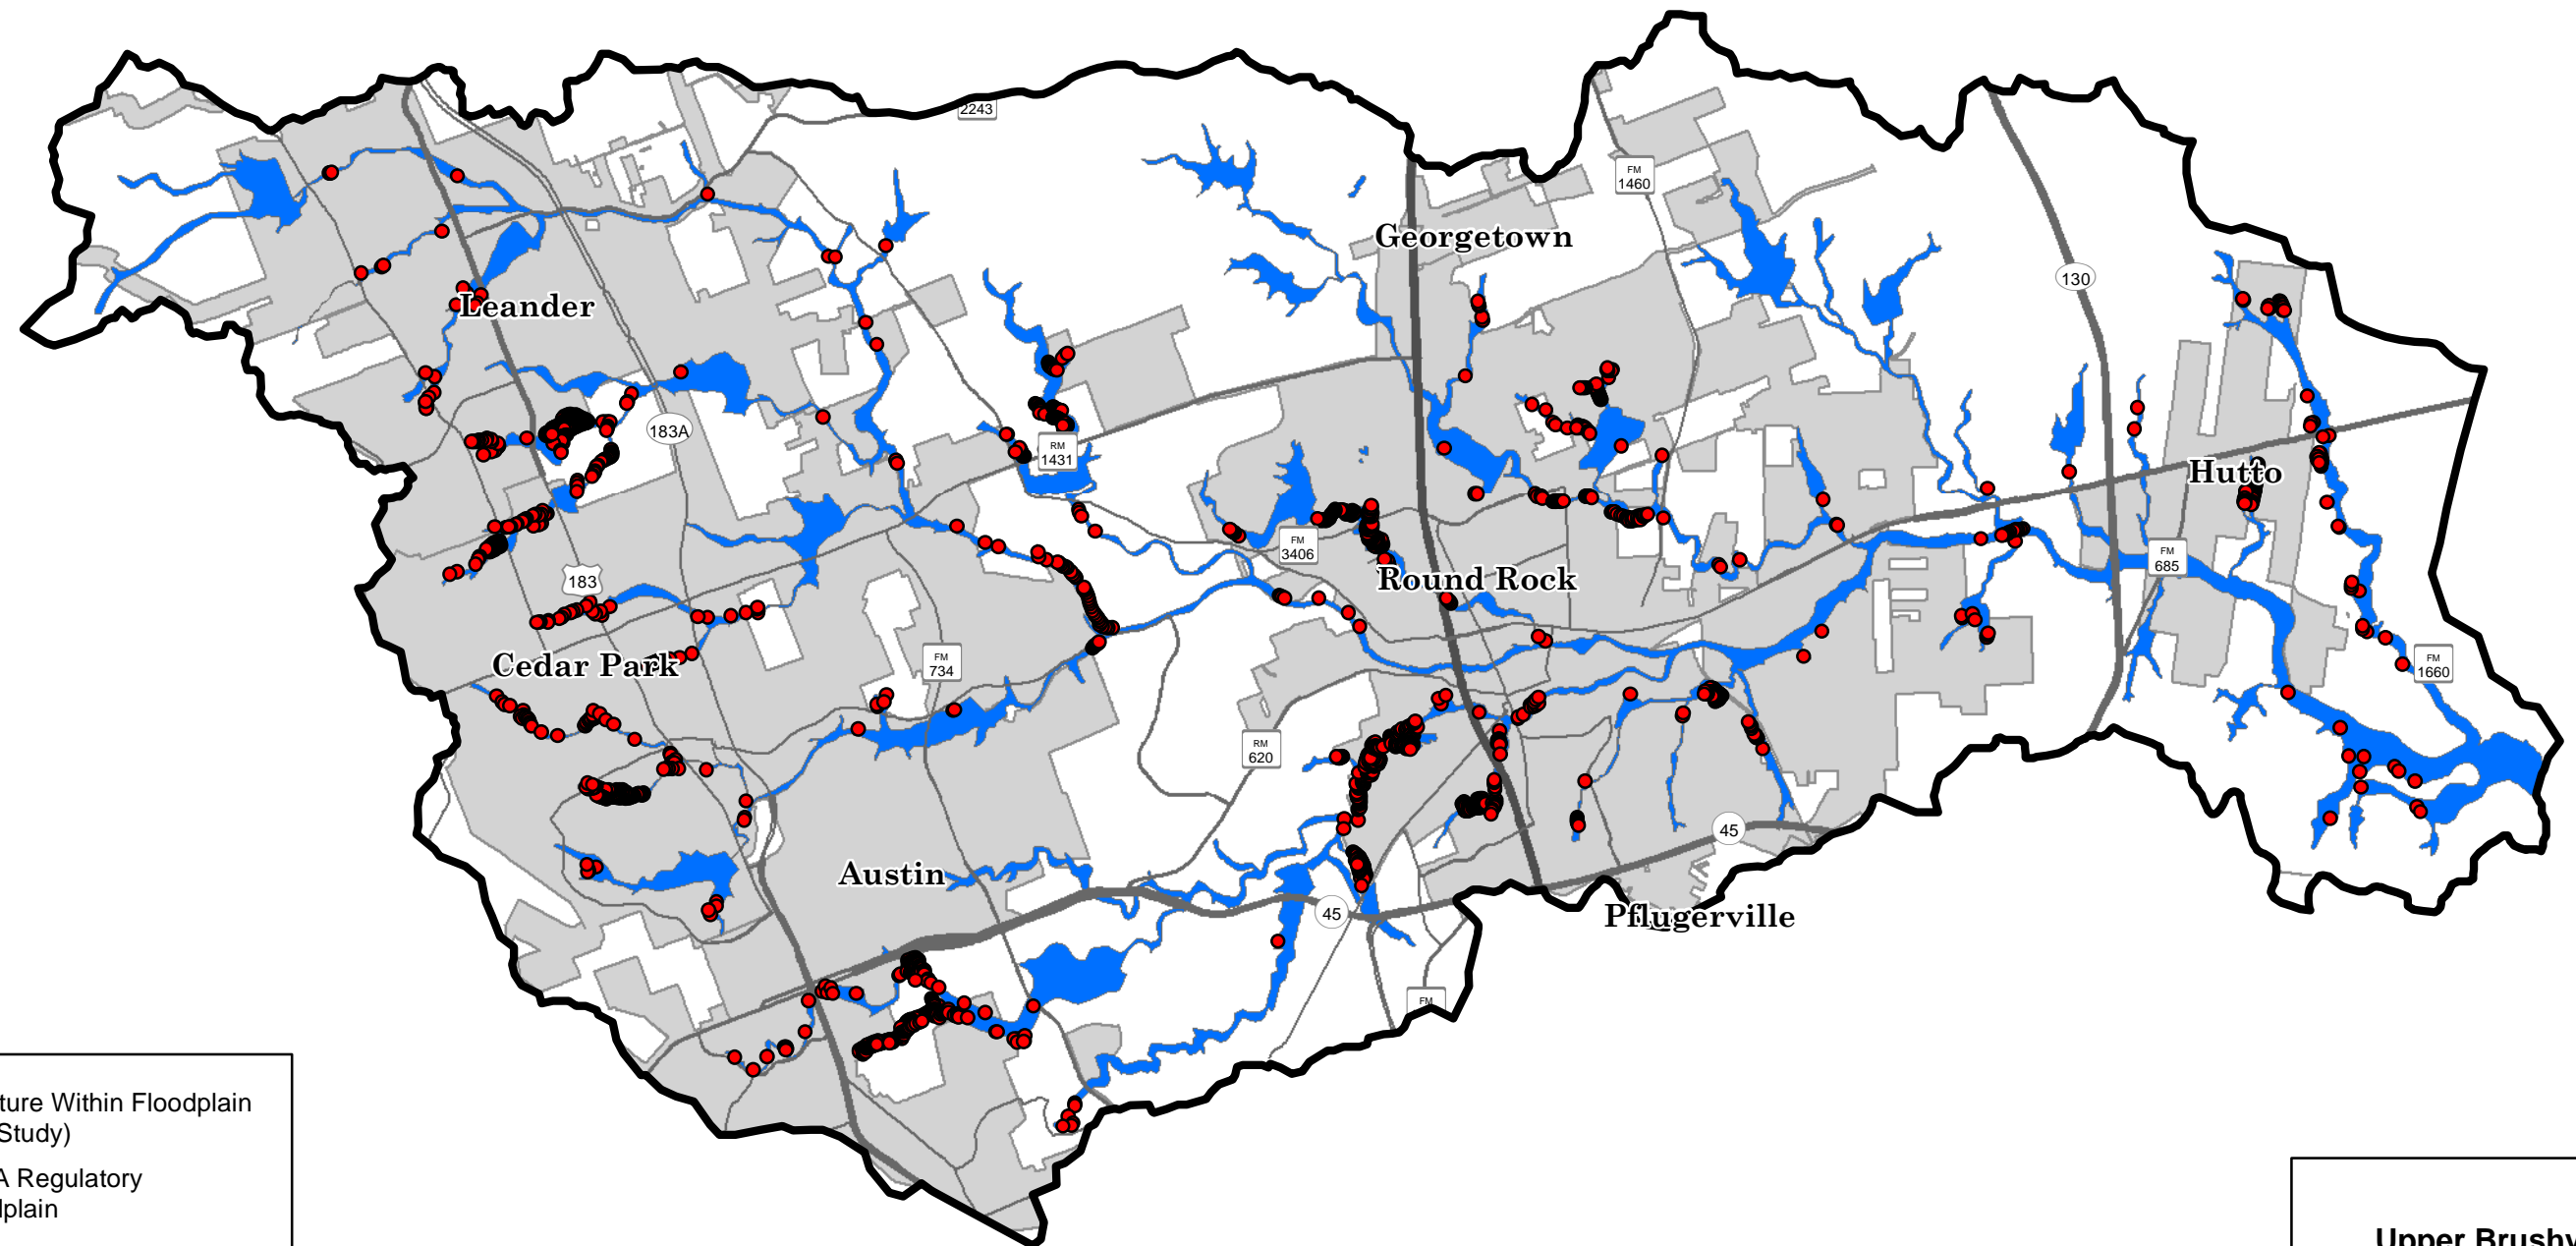 2243
FM
1460
Georgetown
130
Leander
183A
RM
1431
Hutto
FM
3406
FM
685
183
Round Rock
Cedar Park
FM
734
FM
1660
RM
620
45
Austin
45
Pflugerville
FM
ture Within Floodplain
Study)
A Regulatory
dplain
Upper Brushy